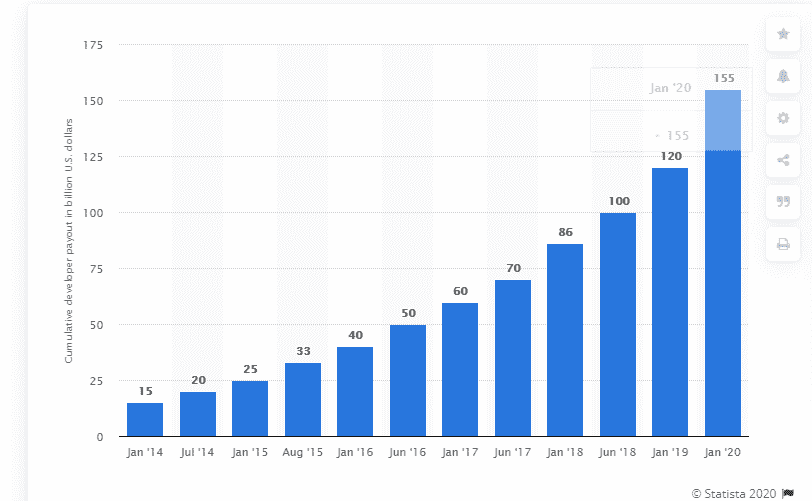 Cumulative developer payout in billion U.S. dollars
175
150
125
100
75
50
25
0
15
20
25
33
40
50
60
70
86
100
120
155
Jan '20
- 155
Jan '14
Jul '14
Jan '15
Aug '15
Jan '16
Jun '16
Jan '17
Jun '17
Jan '18
Jun '18
Jan '19
Jan '20
© Statista 2020